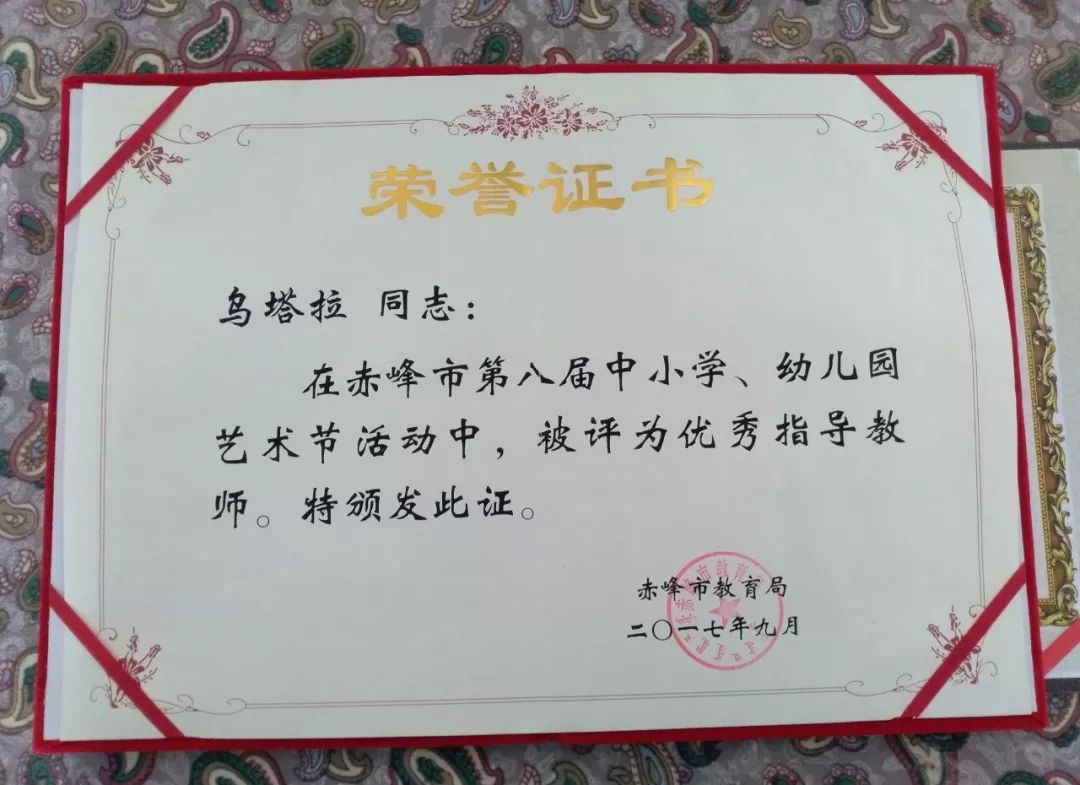 荣誉证书
乌塔拉 同志：
在赤峰市第八届中小学、幼儿园
艺术节活动中，被评为优秀指导教
师。特颁发此证。
赤峰市教育局
二〇一七年九月